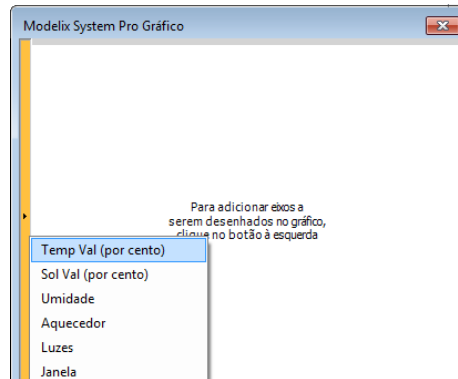 Modelix System Pro Gráfico
Para adicionar eixos a
serem desenhados no gráfico,
clique no botão à esquerda
Temp Val (por cento)
Sol Val (por cento)
Umidade
Aquecedor
Luzes
Janela